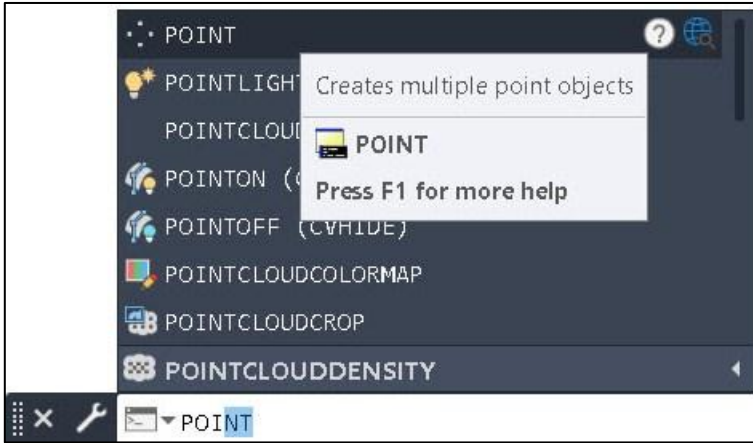 POINT
POINTLIGHT
Creates multiple point objects
POINTCLOUD
POINT
POINTON (
Press F1 for more help
POINTOFF (CVHIDE)
POINTCLOUDCOLORMAP
POINTCLOUDCROP
POINTCLOUDDENSITY
POINT